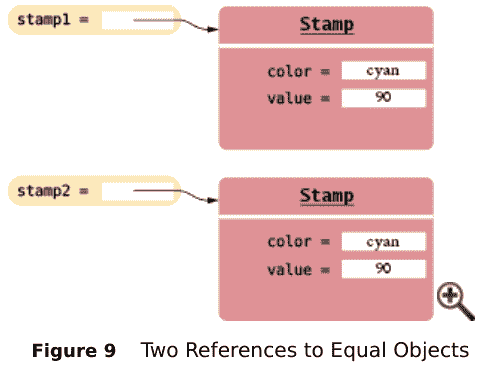 stamp1 =
Stamp
color = cyan
value = 90
stamp2 =
Stamp
color = cyan
value = 90
Figure 9 Two References to Equal Objects